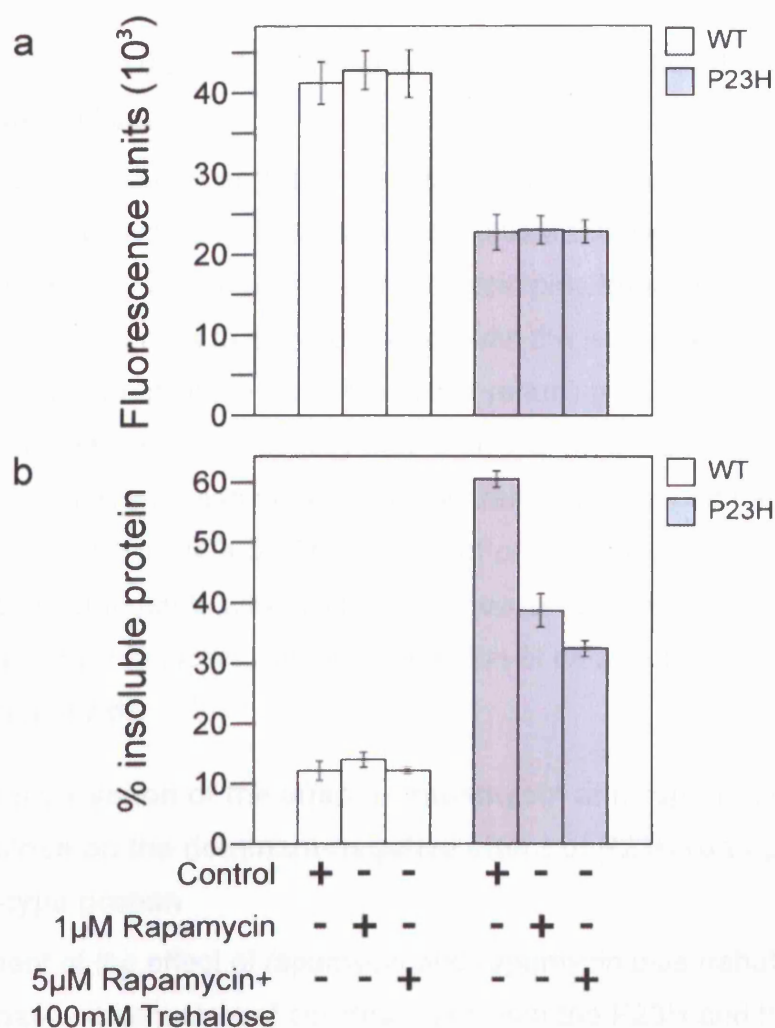 a
Fluorescence units (10³)
40
30
20
10
0
WT
P23H
b
% insoluble protein
60
50
40
30
20
10
0
WT
P23H
Control + - - + - -
1µM Rapamycin - + - - + -
5µM Rapamycin+ - - + - - +
100mM Trehalose